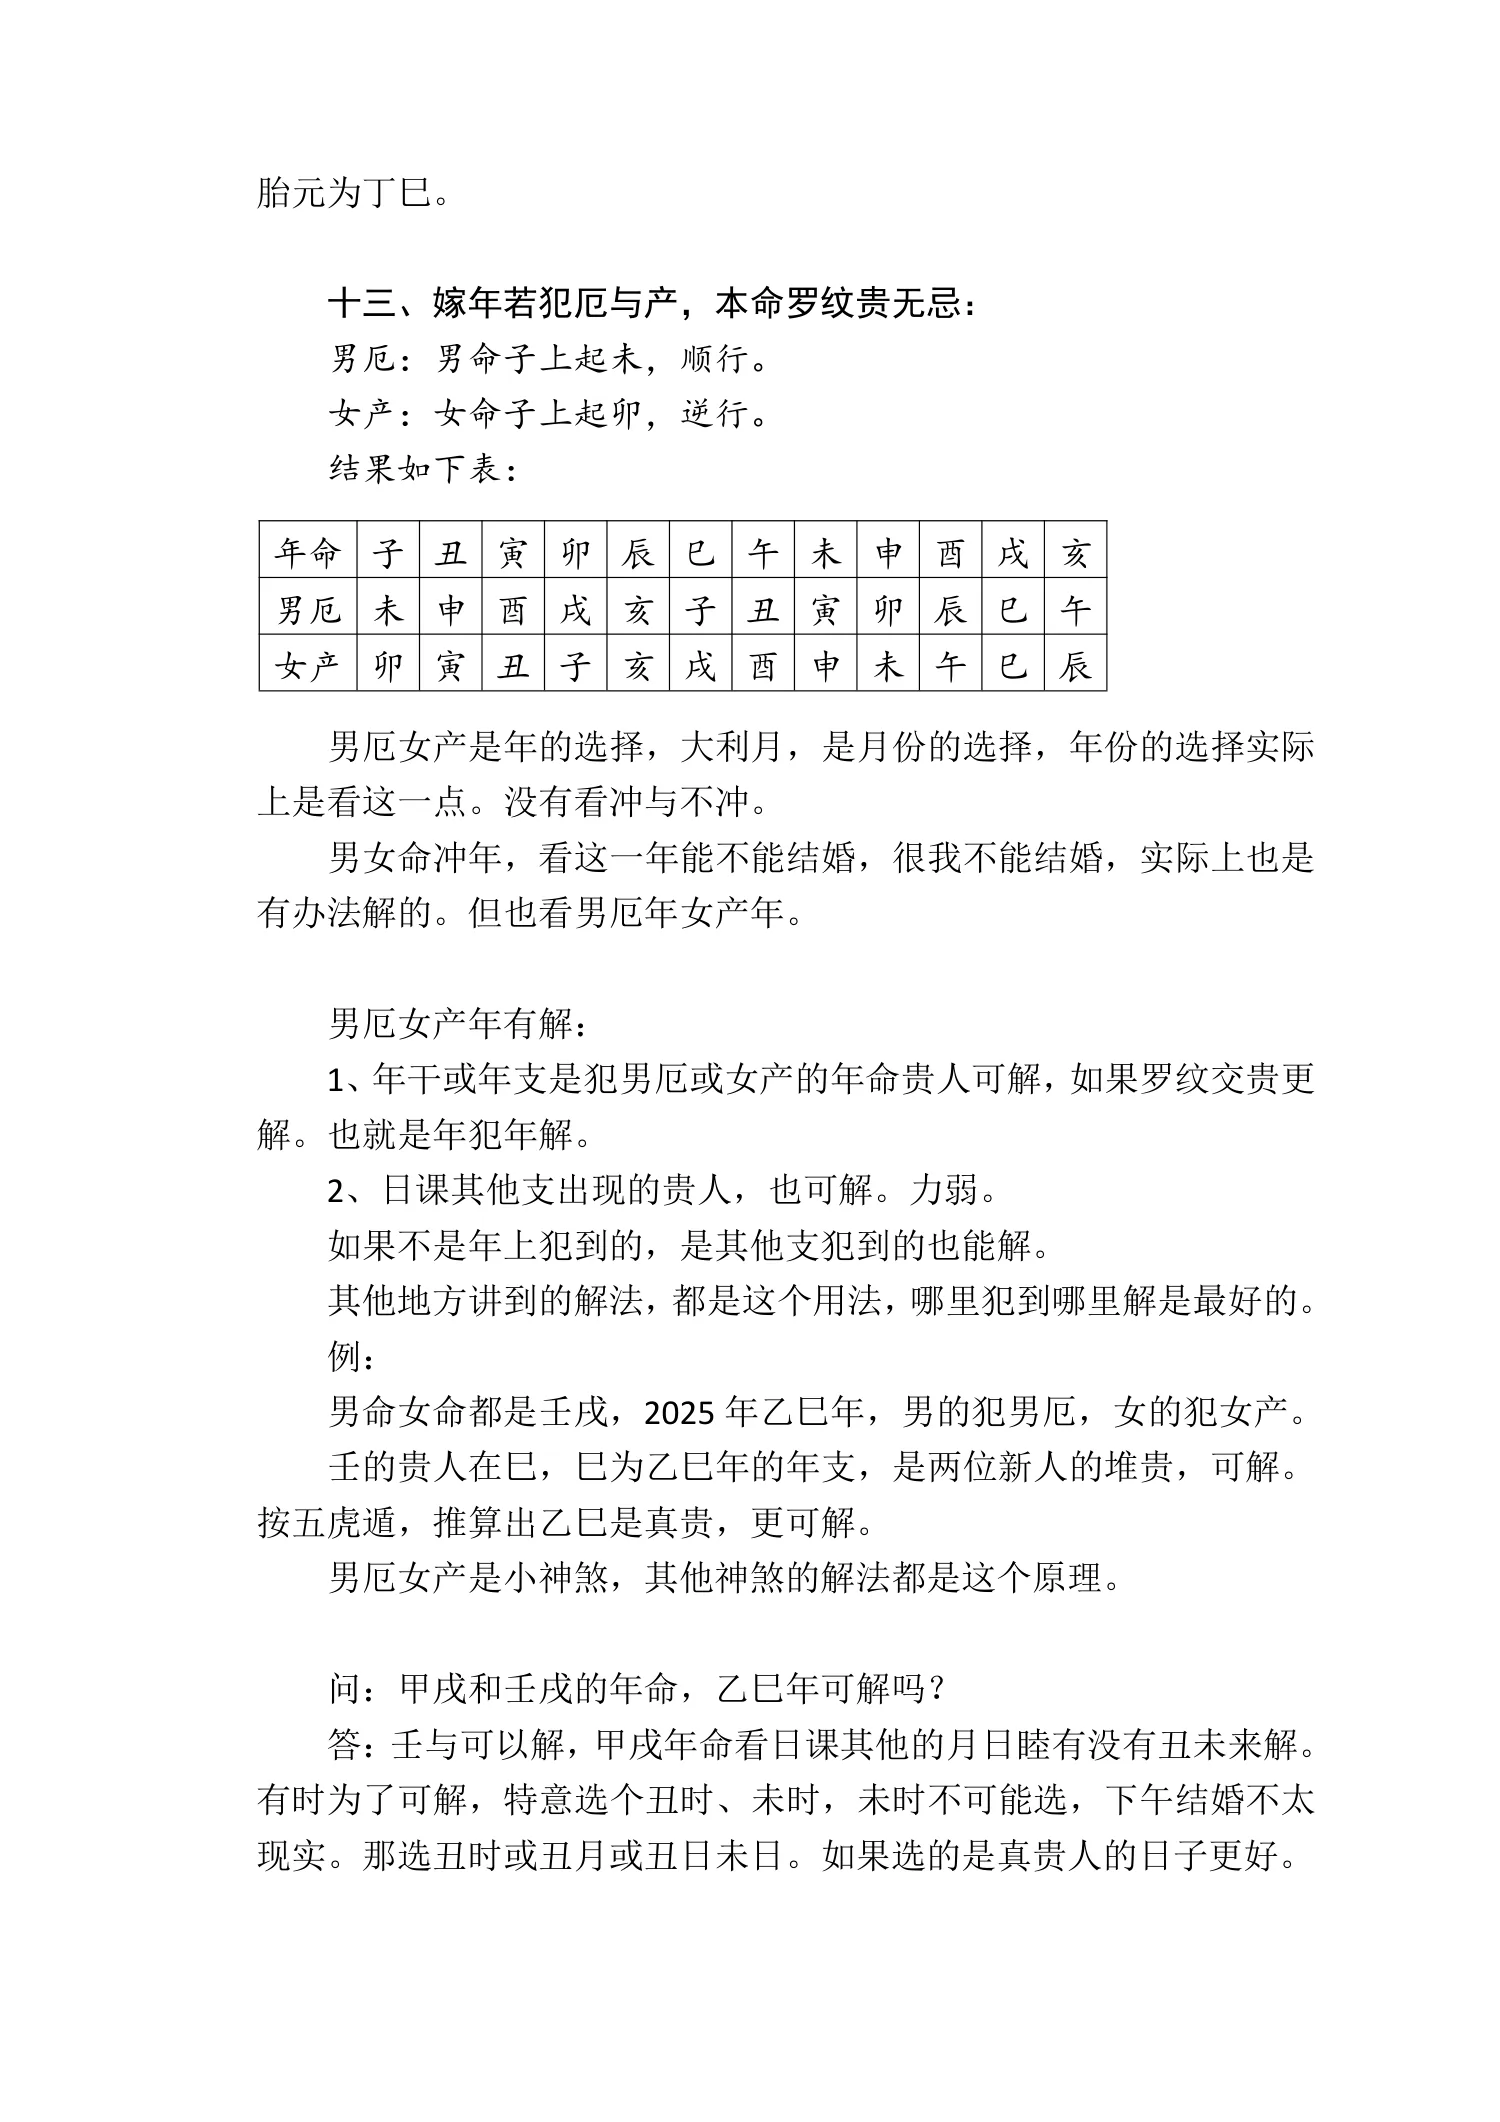 胎元为丁巳。
十三、嫁年若犯厄与产，本命罗纹贵无忌：
男厄：男命子上起未，顺行。
女产：女命子上起卯，逆行。
结果如下表：
年命 子 丑 寅 卯 辰 巳 午 未 申 酉 戌 亥
男厄 未 申 酉 戌 亥 子 丑 寅 卯 辰 巳 午
女产 卯 寅 丑 子 亥 戌 酉 申 未 午 巳 辰
男厄女产是年的选择，大利月，是月份的选择，年份的选择实际
上是看这一点。没有看冲与不冲。
男女命冲年，看这一年能不能结婚，很我不能结婚，实际上也是
有办法解的。但也看男厄年女产年。
男厄女产年有解：
1、年干或年支是犯男厄或女产的年命贵人可解，如果罗纹交贵更
解。也就是年犯年解。
2、日课其他支出现的贵人，也可解。力弱。
如果不是年上犯到的，是其他支犯到的也能解。
其他地方讲到的解法，都是这个用法，哪里犯到哪里解是最好的。
例：
男命女命都是壬戌，2025 年乙巳年，男的犯男厄，女的犯女产。
壬的贵人在巳，巳为乙巳年的年支，是两位新人的堆贵，可解。
按五虎遁，推算出乙巳是真贵，更可解。
男厄女产是小神煞，其他神煞的解法都是这个原理。
问：甲戌和壬戌的年命，乙巳年可解吗？
答：壬与可以解，甲戌年命看日课其他的月日睦有没有丑未来解。
有时为了可解，特意选个丑时、未时，未时不可能选，下午结婚不太
现实。那选丑时或丑月或丑日未日。如果选的是真贵人的日子更好。